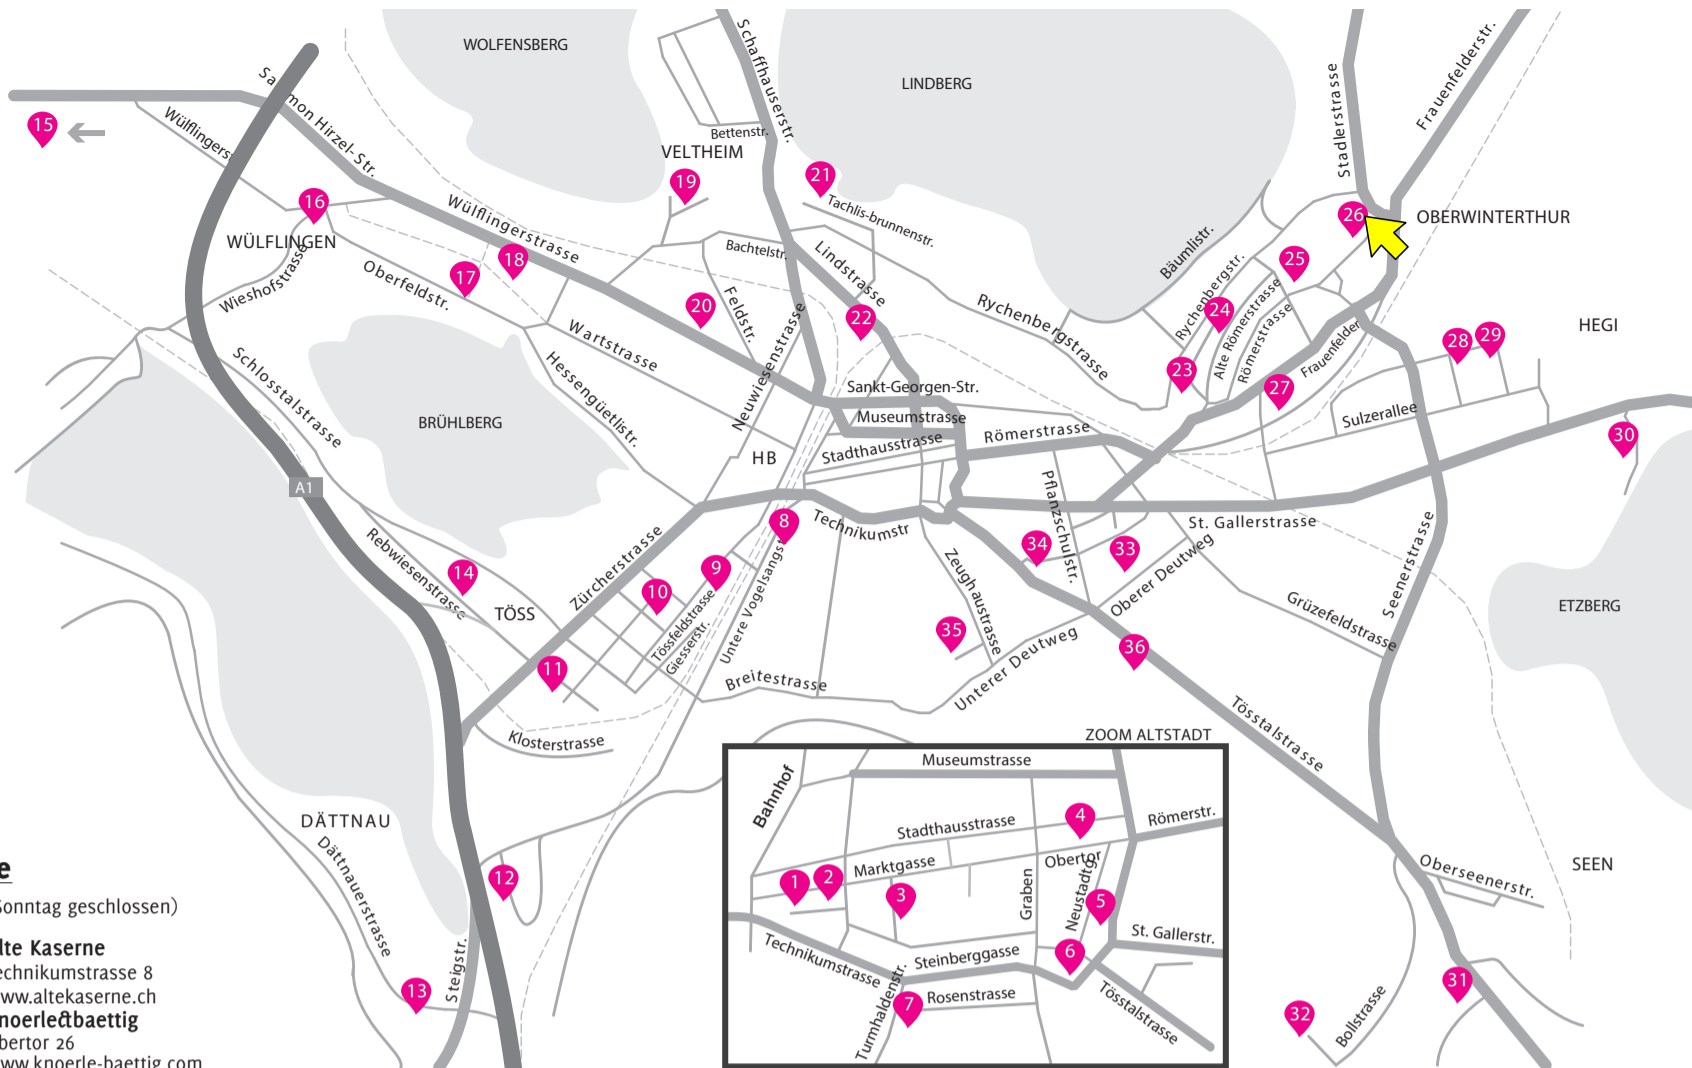 WOLFENSBERG
LINDBERG
Schaffhauserstr.
Stadlerstrasse
Frauenfelderstr.
15
Salomon Hirzel-Str.
Wülflingerst
Bettenstr.
VELTHEIM
19
21
Tachlis-brunnenstr.
16
WÜLFLINGEN
Wülflingerstrasse
26
OBERWINTERTHUR
Wieshofstrasse
Oberfeldstr.
17
18
Bachtelstr.
Lindstrasse
Bäumlistr.
25
Rychenbergstr.
24
Alte Römerstrasse
Römerstrasse
20
Feldstr.
22
Rychenbergstrasse
Neuwiesenstrasse
Wartstrasse
23
Frauenfelder
27
28
29
HEGI
Schlosstalstrasse
Hessengüetlistr.
BRÜHLBERG
Sankt-Georgen-Str.
Museumstrasse
Stadthausstrasse
Römerstrasse
Sulzerallee
30
HB
A1
Pflanzschulstr.
Technikumstr
St. Gallerstrasse
8
Rebwiesenstrasse
14
TÖSS
Zürcherstrasse
9
10
Tössfeldstrasse
Giesserstr.
Untere Vogelsangst
11
Zeughaustrasse
34
33
Oberer Deutweg
35
Unterer Deutweg
36
Grüzefeldstrasse
Seenerstrasse
ETZBERG
Breitestrasse
Klosterstrasse
Tösstalstrasse
ZOOM ALTSTADT
Museumstrasse
Bahnhof
Stadthausstrasse
4
Römerstr.
Marktgasse
Obertor
1
2
3
Graben
Neustadtg
5
St. Gallerstr.
Technikumstrasse
Steinberggasse
6
Turmhaldenstr.
7
Rosenstrasse
Tösstalstrasse
DÄTTNAU
Dättnauerstrasse
12
13
Steigstr.
SEEN
Oberseenerstr.
31
32
Bollstrasse
e
Sonntag geschlossen)
lte Kaserne
echnikumstrasse 8
ww.altekaserne.ch
noerle&baettig
bertor 26
ww.knoerle-baettig.com